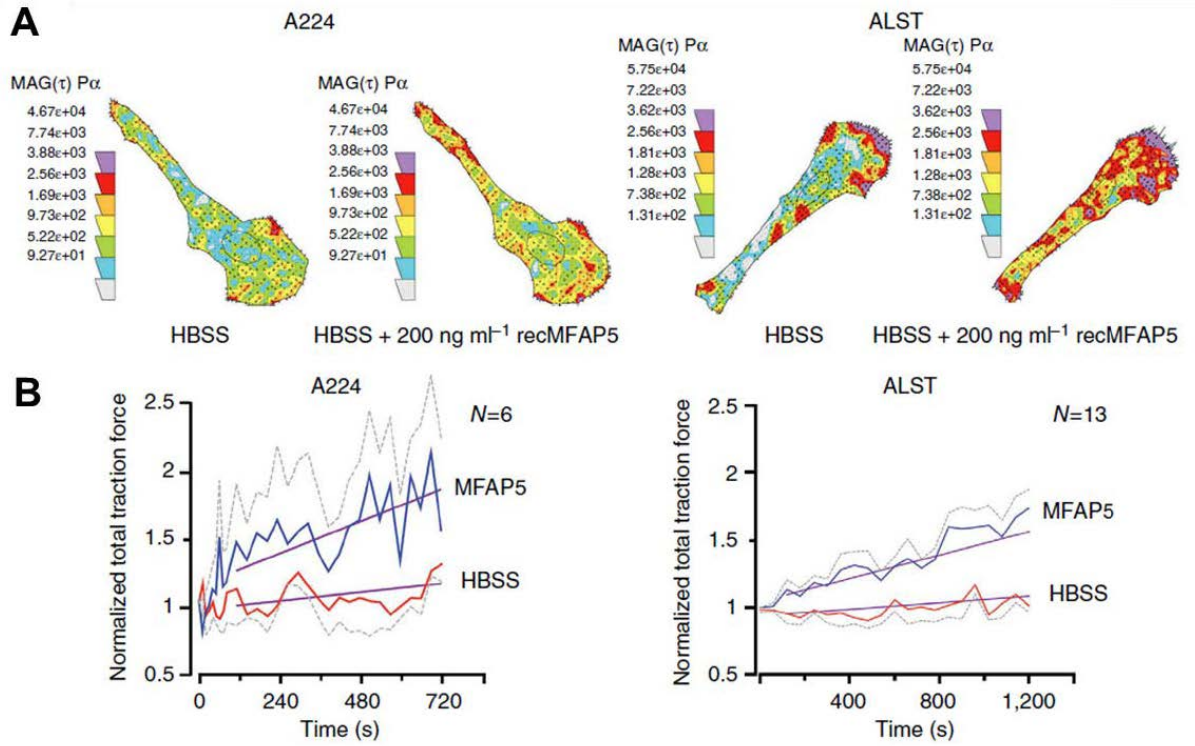 A
A224
ALST
MAG(τ) Pα
4.67ε+04
7.74ε+03
3.88ε+03
2.56ε+03
1.69ε+03
9.73ε+02
5.22ε+02
9.27ε+01
HBSS
MAG(τ) Pα
4.67ε+04
7.74ε+03
3.88ε+03
2.56ε+03
1.69ε+03
9.73ε+02
5.22ε+02
9.27ε+01
HBSS + 200 ng ml⁻¹ recMFAP5
MAG(τ) Pα
5.75ε+04
7.22ε+03
3.62ε+03
2.56ε+03
1.81ε+03
1.28ε+03
7.38ε+02
1.31ε+02
HBSS
MAG(τ) Pα
5.75ε+04
7.22ε+03
3.62ε+03
2.56ε+03
1.81ε+03
1.28ε+03
7.38ε+02
1.31ε+02
HBSS + 200 ng ml⁻¹ recMFAP5
B
A224
N=6
Normalized total traction force
2.5
2
1.5
1
0.5
MFAP5
HBSS
0
240
480
720
Time (s)
ALST
N=13
Normalized total traction force
2.5
2
1.5
1
0.5
MFAP5
HBSS
400
800
1,200
Time (s)